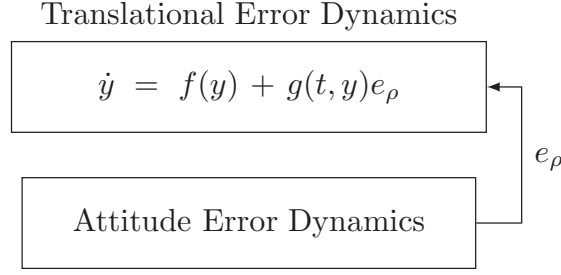 Translational Error Dynamics
ẏ = f(y) + g(t, y)e_ρ
e_ρ
Attitude Error Dynamics